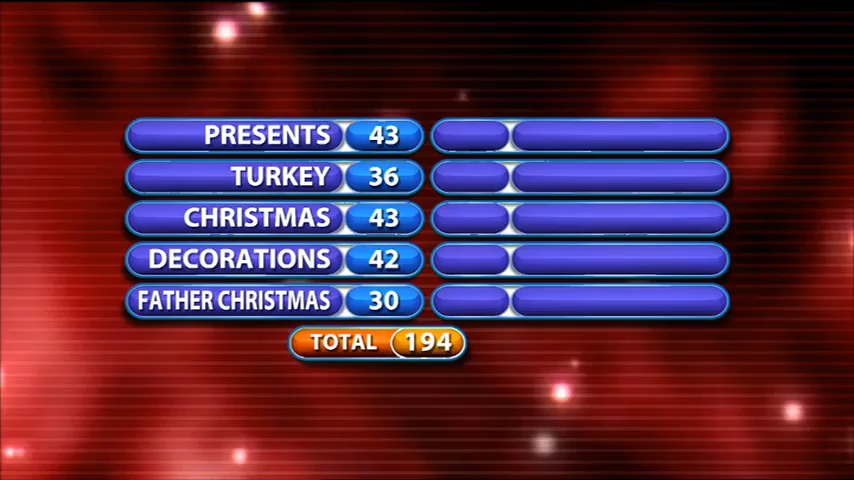 PRESENTS 43
TURKEY 36
CHRISTMAS 43
DECORATIONS 42
FATHER CHRISTMAS 30
TOTAL 194